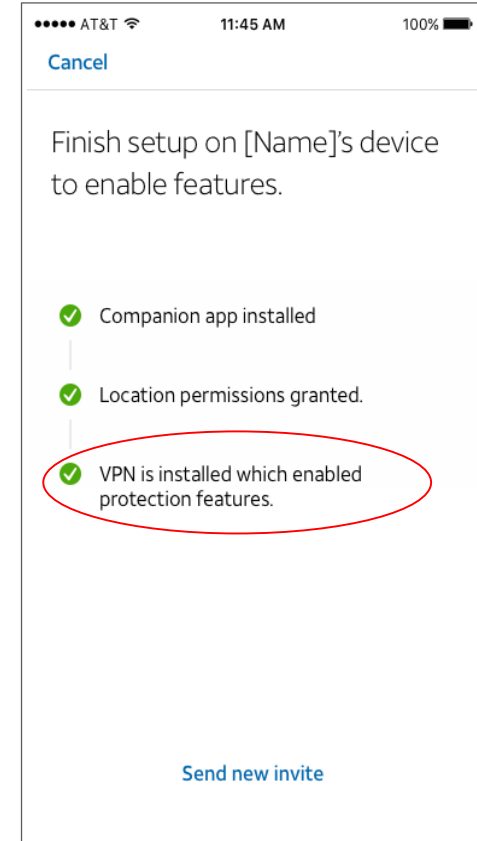 AT&T 11:45 AM 100%
Cancel
Finish setup on [Name]'s device
to enable features.
Companion app installed
Location permissions granted.
VPN is installed which enabled
protection features.
Send new invite